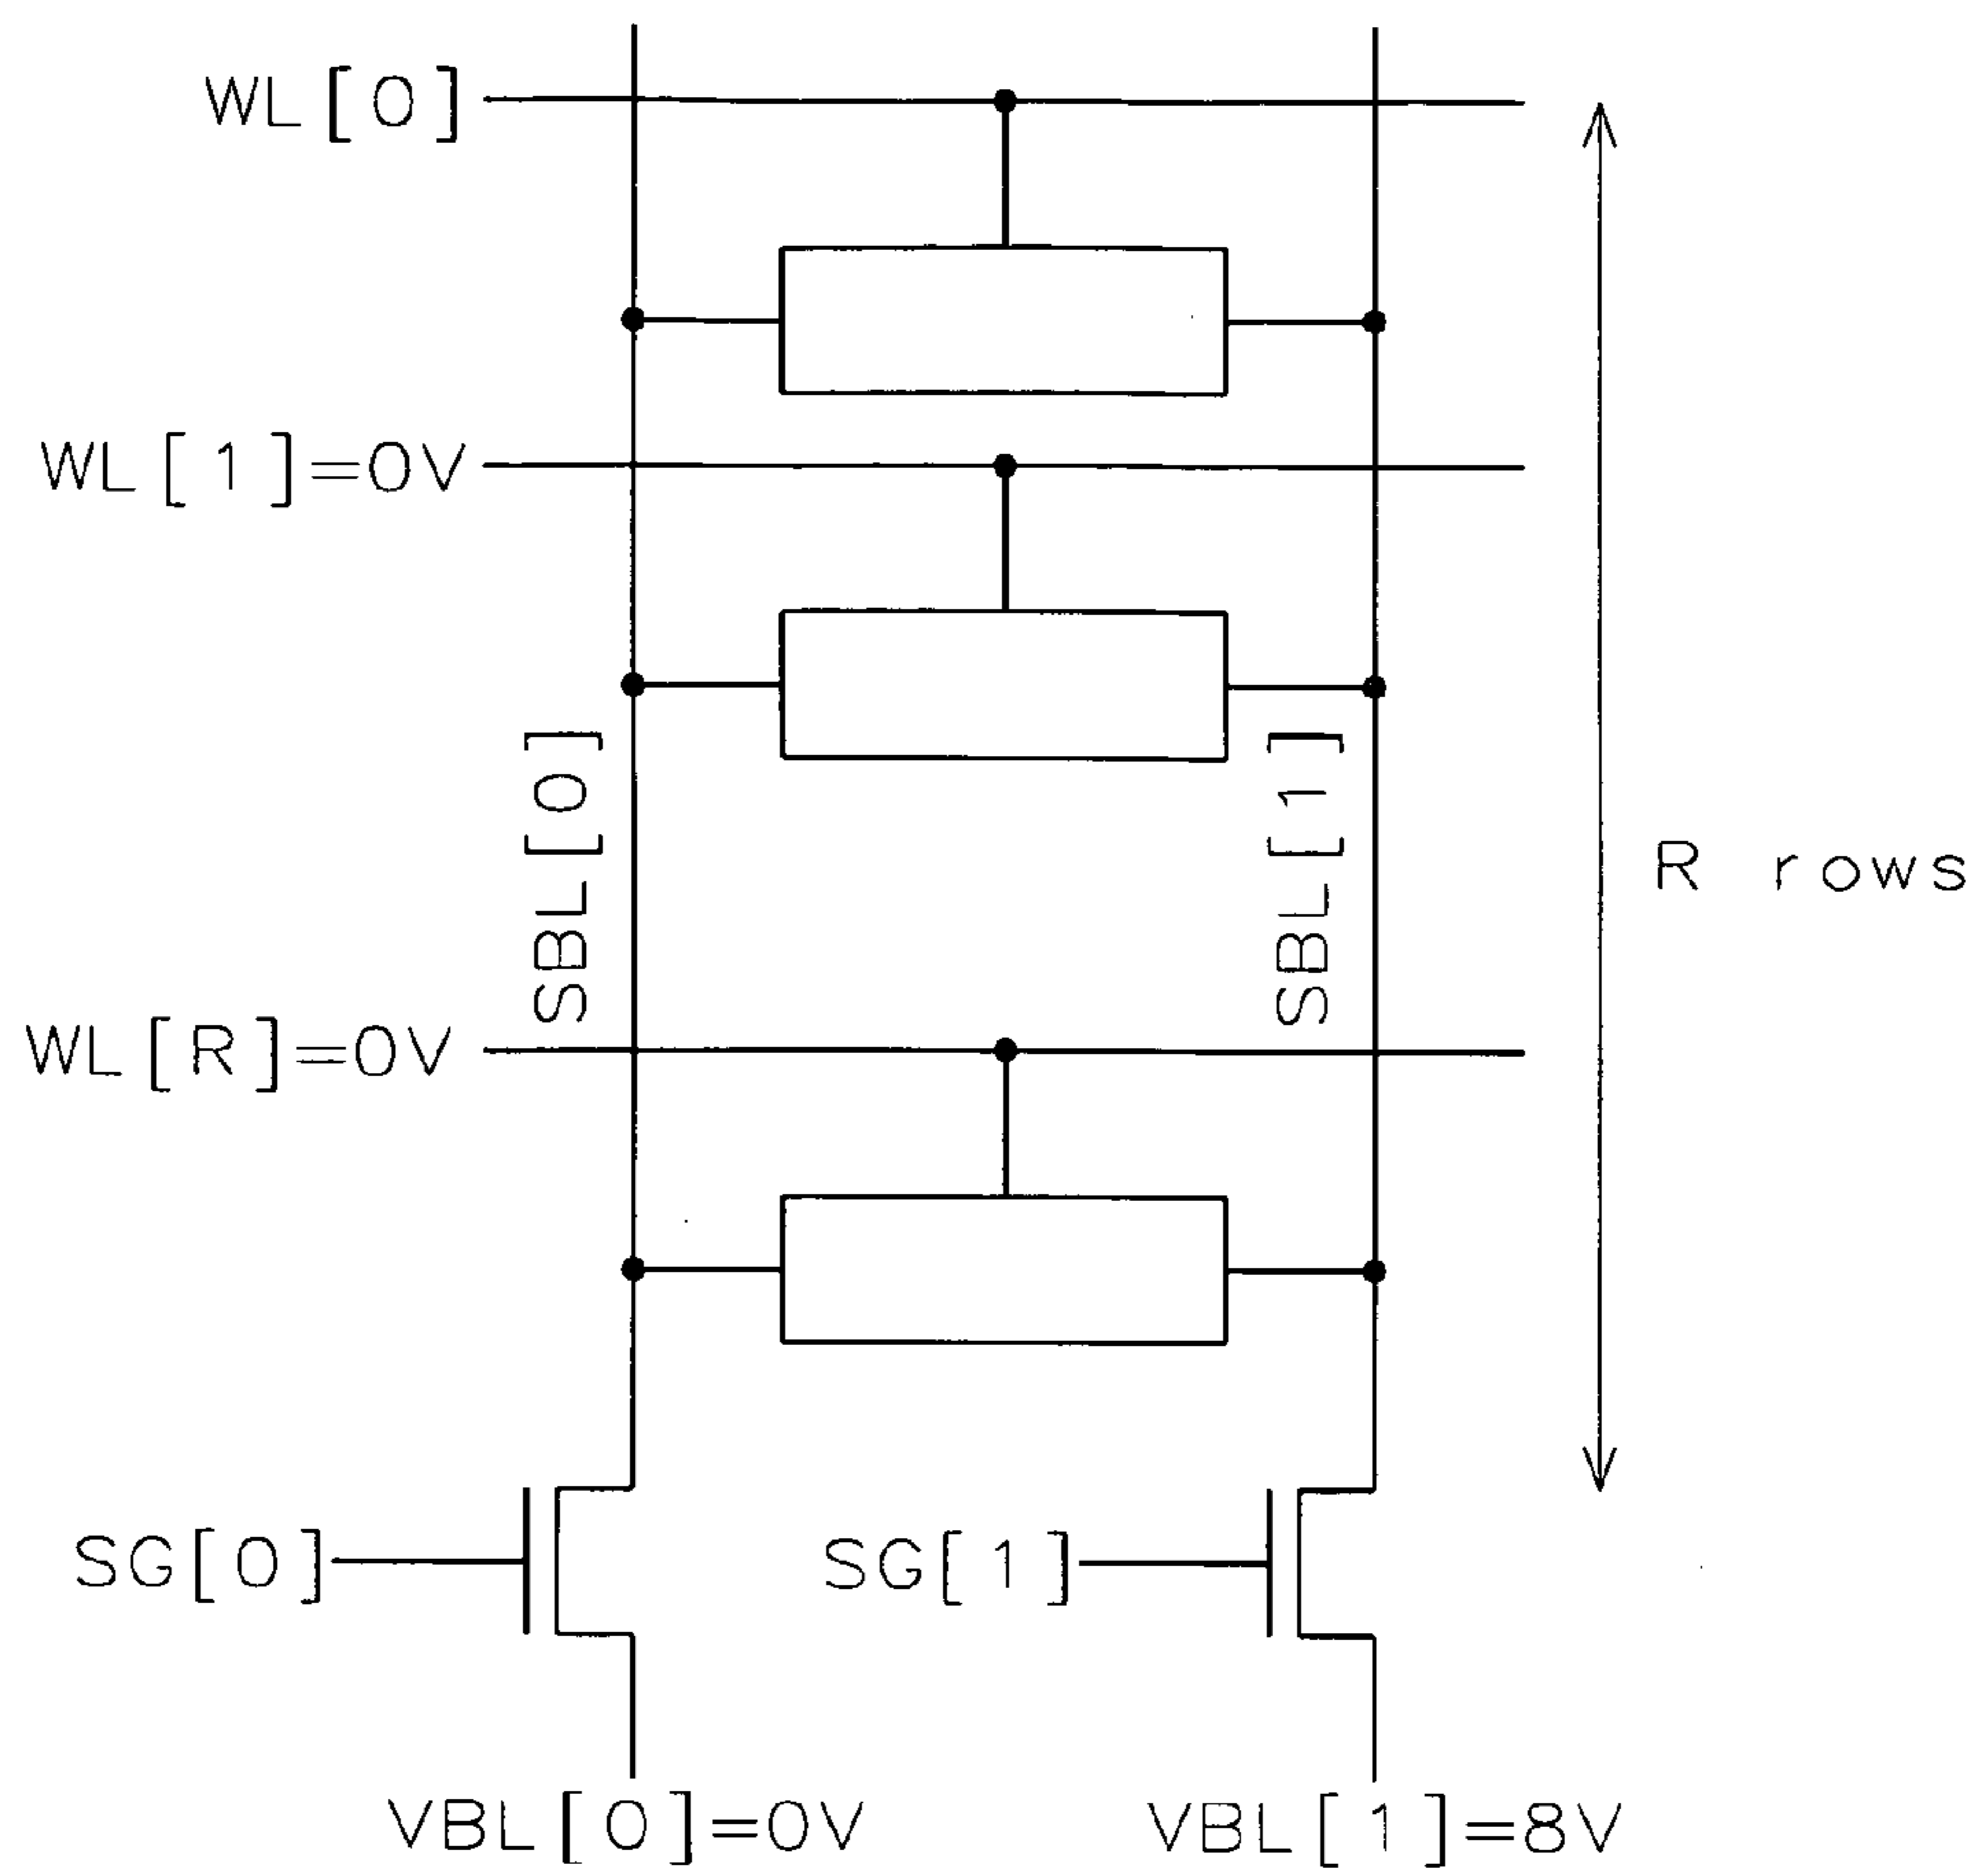 WL[0]
WL[1]=0V
SBL[0]
SBL[1]
R rows
WL[R]=0V
SG[0]
SG[1]
VBL[0]=0V
VBL[1]=8V